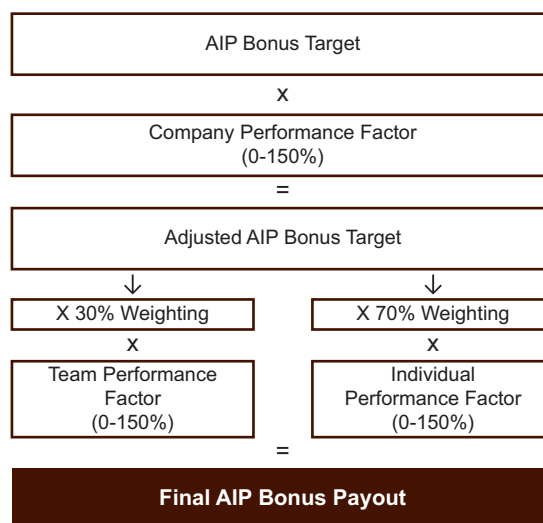 AIP Bonus Target
x
Company Performance Factor
(0-150%)
=
Adjusted AIP Bonus Target
X 30% Weighting
X 70% Weighting
x
x
Team Performance
Factor
(0-150%)
Individual
Performance Factor
(0-150%)
=
Final AIP Bonus Payout